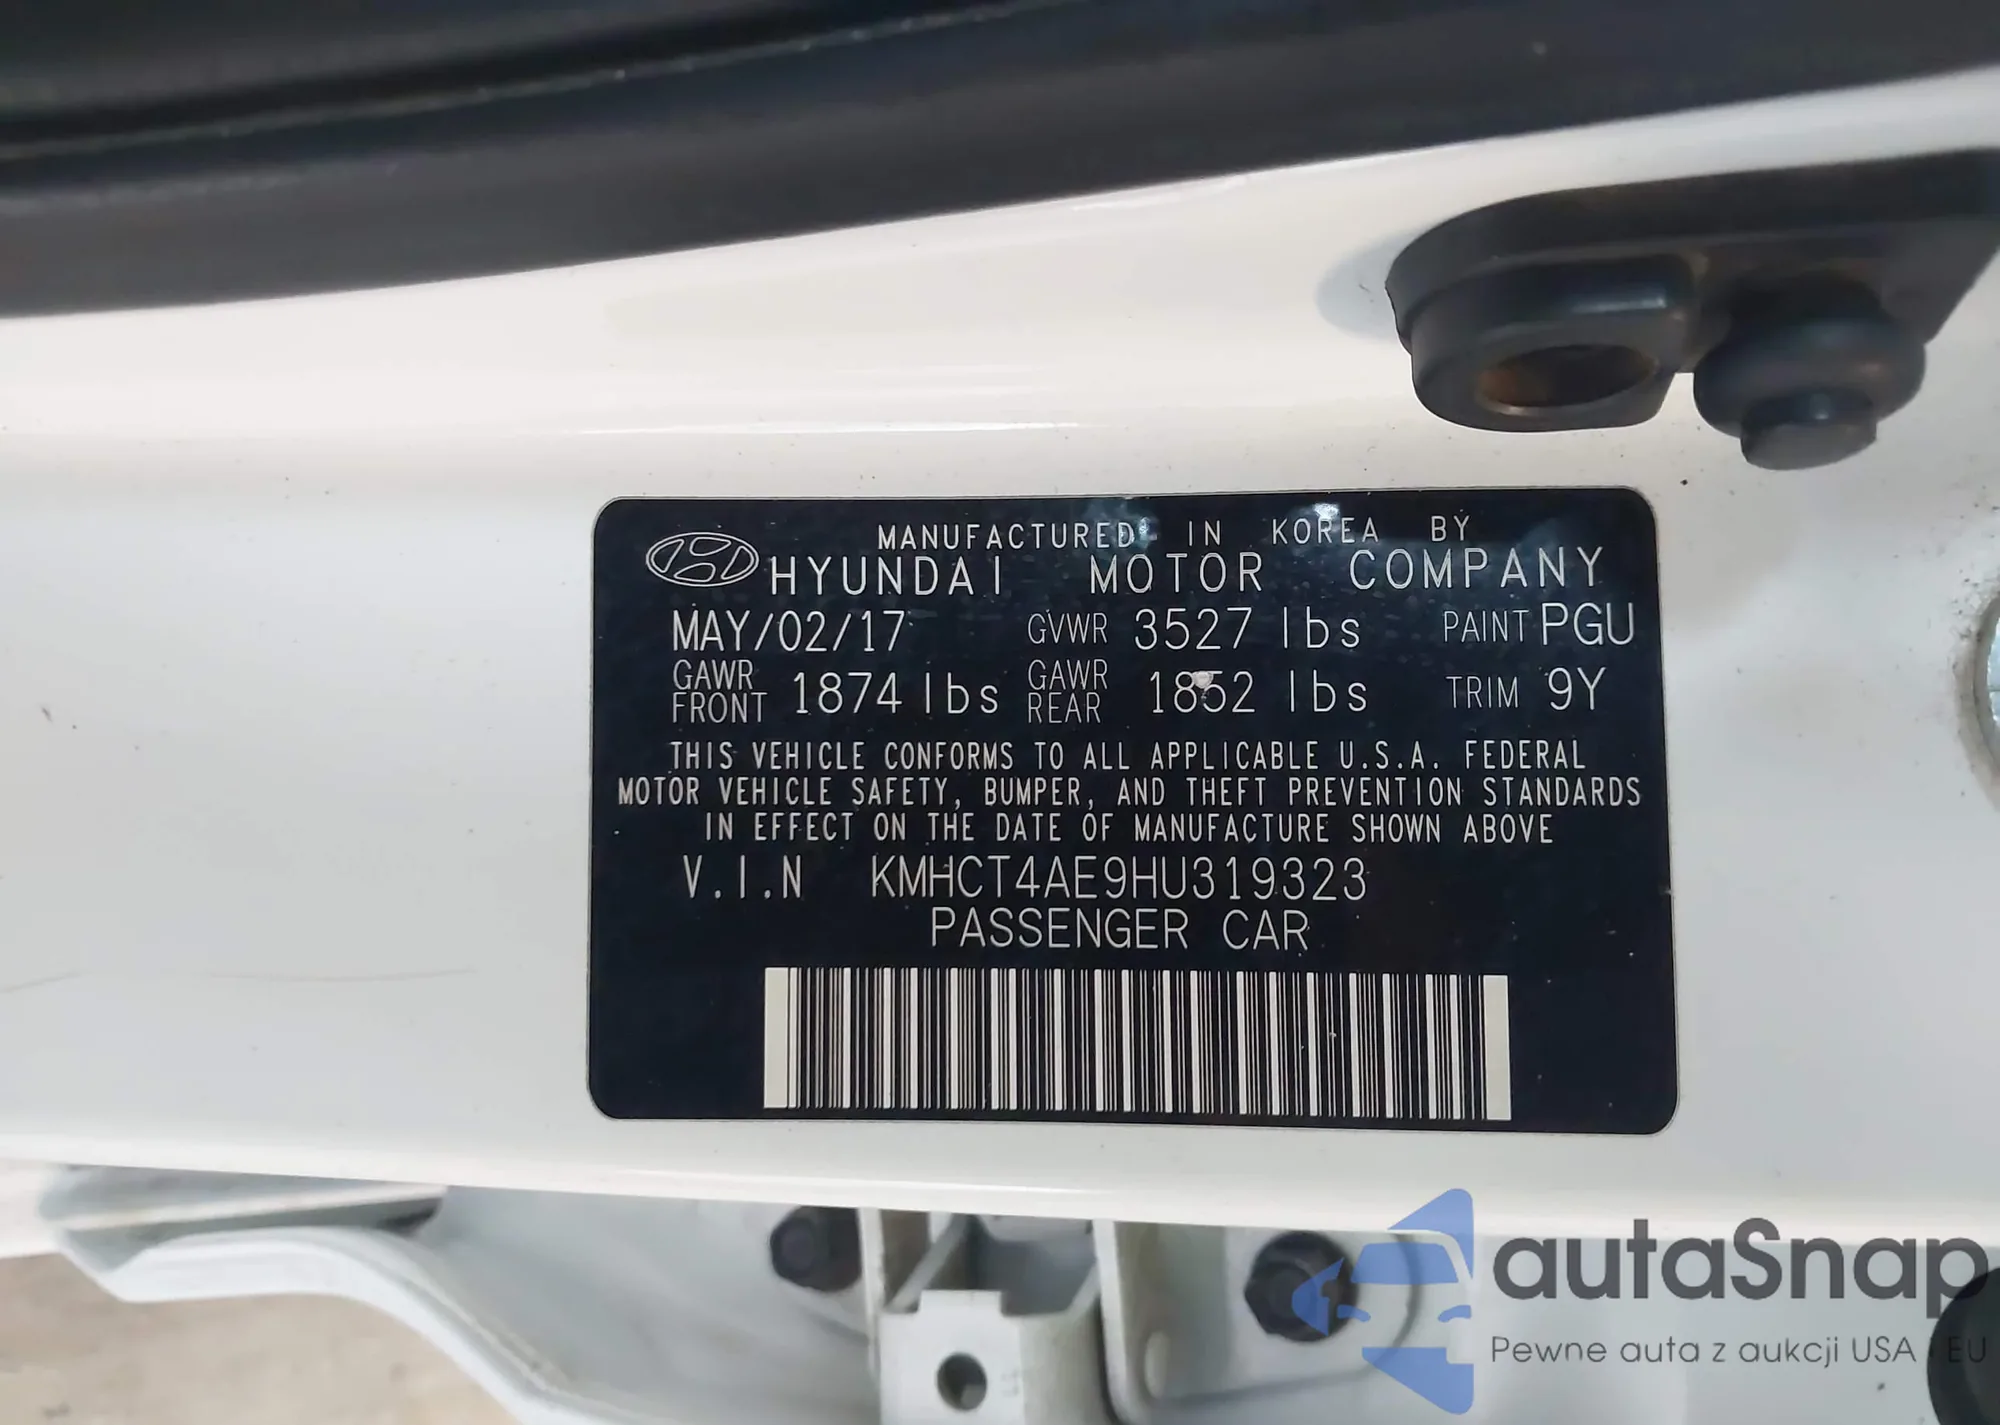 MANUFACTURED IN KOREA BY
HYUNDAI MOTOR COMPANY
MAY/02/17 GVWR 3527 lbs PAINT PGU
GAWR FRONT 1874 lbs GAWR REAR 1852 lbs TRIM 9Y
THIS VEHICLE CONFORMS TO ALL APPLICABLE U.S.A. FEDERAL
MOTOR VEHICLE SAFETY, BUMPER, AND THEFT PREVENTION STANDARDS
IN EFFECT ON THE DATE OF MANUFACTURE SHOWN ABOVE
V.I.N KMHCT4AE9HU319323
PASSENGER CAR
autaSnap
Pewne auta z aukcji USA i EU